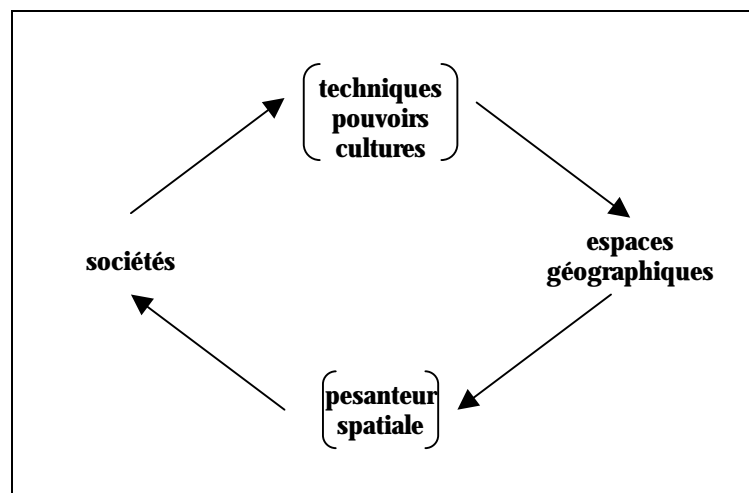 techniques
pouvoirs
cultures
sociétés
espaces
géographiques
pesanteur
spatiale